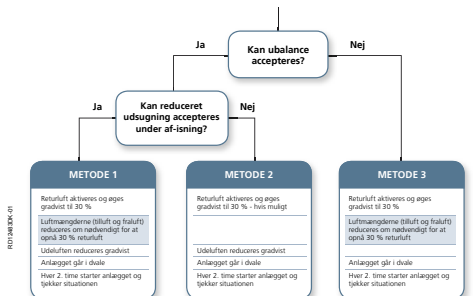 Kan ubalance
accepteres?
Ja
Nej
Kan reduceret
udsugning accepteres
under af-isning?
Ja
Nej
METODE 1
Returluft aktiveres og øges
gradvist til 30 %
Luftmængderne (tilluft og fraluft)
reduceres om nødvendigt for at
opnå 30 % returluft
Udeluften reduceres gradvist
Anlægget går i dvale
Hver 2. time starter anlægget og
tjekker situationen
METODE 2
Returluft aktiveres og øges
gradvist til 30 % - hvis muligt
Udeluften reduceres gradvist
Anlægget går i dvale
Hver 2. time starter anlægget og
tjekker situationen
METODE 3
Returluft aktiveres og øges
gradvist til 30 %
Luftmængderne (tilluft og fraluft)
reduceres om nødvendigt for at
opnå 30 % returluft
Anlægget går i dvale
Hver 2. time starter anlægget og
tjekker situationen
RD12483DK-01